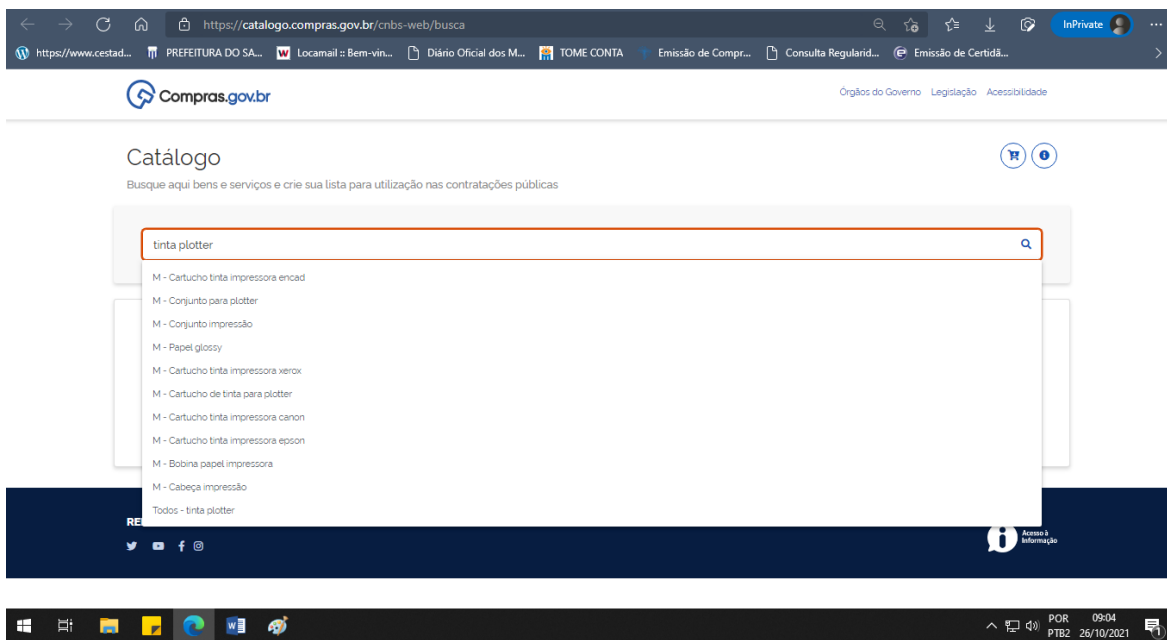 https://catalogo.compras.gov.br/cnbs-web/busca
InPrivate
https://www.cestad... PREFEITURA DO SA... Locamail :: Bem-vin... Diário Oficial dos M... TOME CONTA Emissão de Compr... Consulta Regularid... Emissão de Certidã...
Compras.gov.br
Órgãos do Governo Legislação Acessibilidade
Catálogo
Busque aqui bens e serviços e crie sua lista para utilização nas contratações públicas
tinta plotter
M - Cartucho tinta impressora encad
M - Conjunto para plotter
M - Conjunto impressão
M - Papel glossy
M - Cartucho tinta impressora xerox
M - Cartucho de tinta para plotter
M - Cartucho tinta impressora canon
M - Cartucho tinta impressora epson
M - Bobina papel impressora
M - Cabeça impressão
Todos - tinta plotter
RE
Acesso à
Informação
POR 09:04
PTB2 26/10/2021